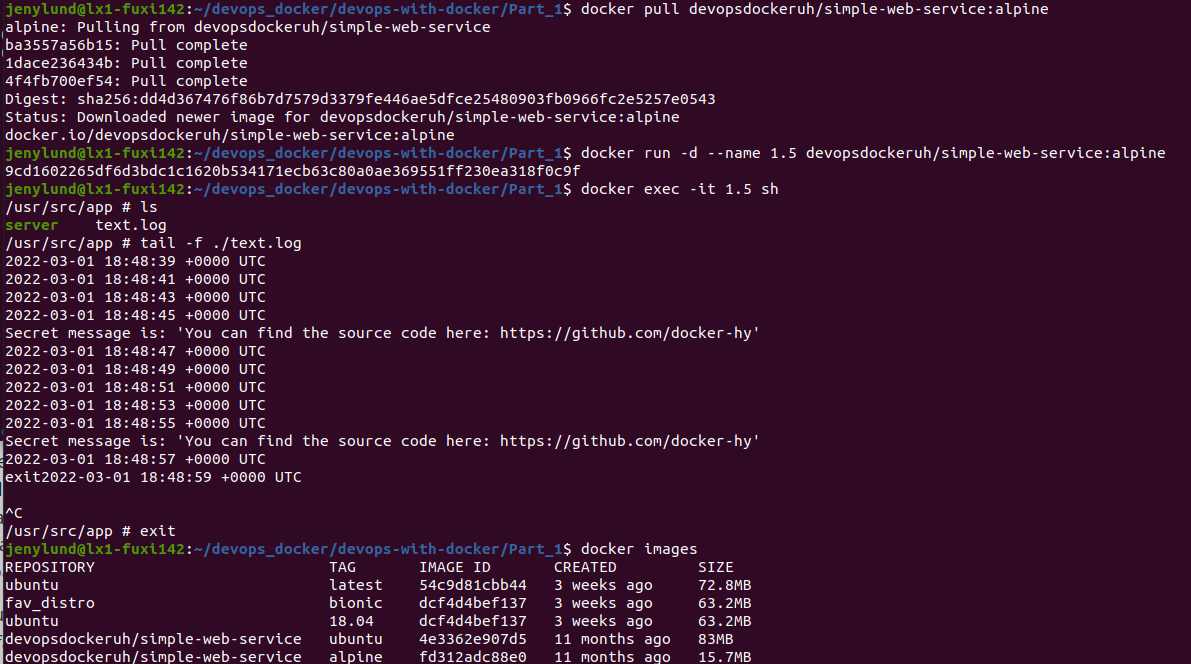 jenylund@lx1-fuxi142:~/devops_docker/devops-with-docker/Part_1$ docker pull devopsdockeruh/simple-web-service:alpine
alpine: Pulling from devopsdockeruh/simple-web-service
ba3557a56b15: Pull complete
1dace236434b: Pull complete
4f4fb700ef54: Pull complete
Digest: sha256:dd4d367476f86b7d7579d3379fe446ae5dfce25480903fb0966fc2e5257e0543
Status: Downloaded newer image for devopsdockeruh/simple-web-service:alpine
docker.io/devopsdockeruh/simple-web-service:alpine
jenylund@lx1-fuxi142:~/devops_docker/devops-with-docker/Part_1$ docker run -d --name 1.5 devopsdockeruh/simple-web-service:alpine
9cd1602265df6d3bdc1c1620b534171ecb63c80a0ae369551ff230ea318f0c9f
jenylund@lx1-fuxi142:~/devops_docker/devops-with-docker/Part_1$ docker exec -it 1.5 sh
/usr/src/app # ls
server    text.log
/usr/src/app # tail -f ./text.log
2022-03-01 18:48:39 +0000 UTC
2022-03-01 18:48:41 +0000 UTC
2022-03-01 18:48:43 +0000 UTC
2022-03-01 18:48:45 +0000 UTC
Secret message is: 'You can find the source code here: https://github.com/docker-hy'
2022-03-01 18:48:47 +0000 UTC
2022-03-01 18:48:49 +0000 UTC
2022-03-01 18:48:51 +0000 UTC
2022-03-01 18:48:53 +0000 UTC
2022-03-01 18:48:55 +0000 UTC
Secret message is: 'You can find the source code here: https://github.com/docker-hy'
2022-03-01 18:48:57 +0000 UTC
exit2022-03-01 18:48:59 +0000 UTC
^C
/usr/src/app # exit
jenylund@lx1-fuxi142:~/devops_docker/devops-with-docker/Part_1$ docker images
REPOSITORY                          TAG       IMAGE ID       CREATED         SIZE
ubuntu                              latest    54c9d81cbb44   3 weeks ago     72.8MB
fav_distro                          bionic    dcf4d4bef137   3 weeks ago     63.2MB
ubuntu                              18.04     dcf4d4bef137   3 weeks ago     63.2MB
devopsdockeruh/simple-web-service   ubuntu    4e3362e907d5   11 months ago   83MB
devopsdockeruh/simple-web-service   alpine    fd312adc88e0   11 months ago   15.7MB